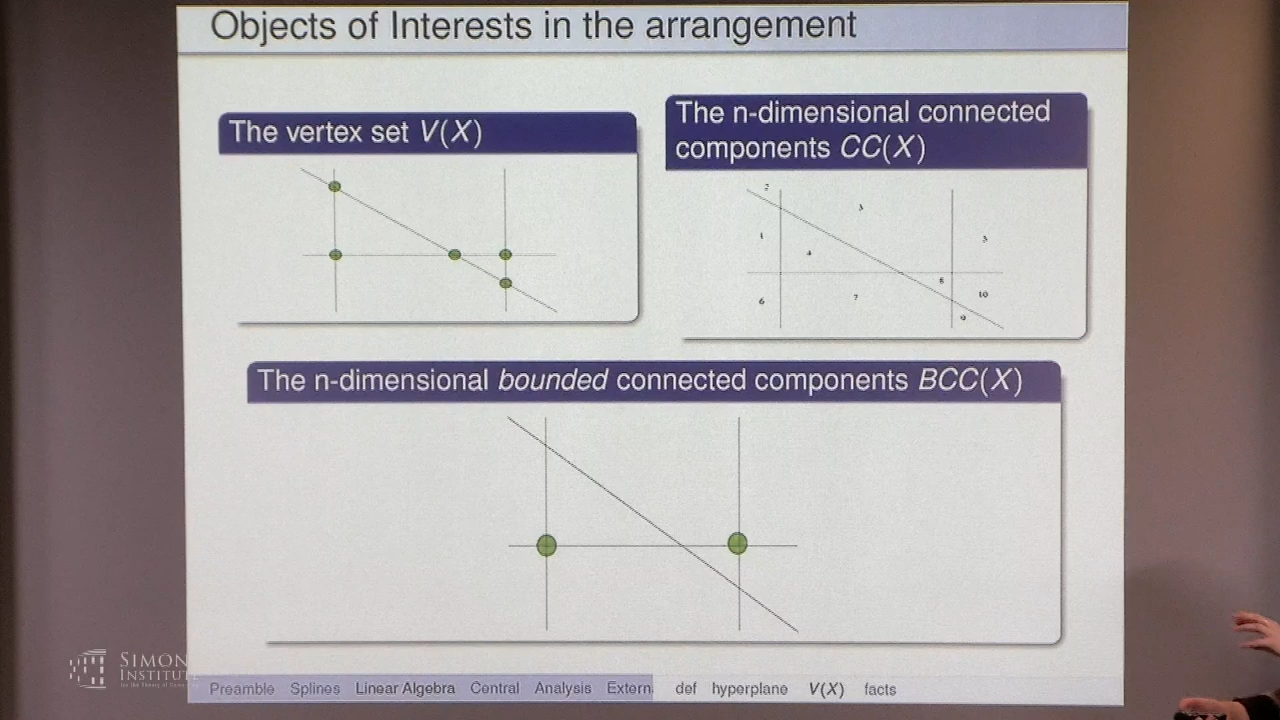 Objects of Interests in the arrangement
The vertex set V(X)
The n-dimensional connected
components CC(X)
2
3
1
4
5
8
6
7
10
9
The n-dimensional bounded connected components BCC(X)
SIMON
INSTITUTE
Preamble Splines Linear Algebra Central Analysis Extern def hyperplane V(X) facts